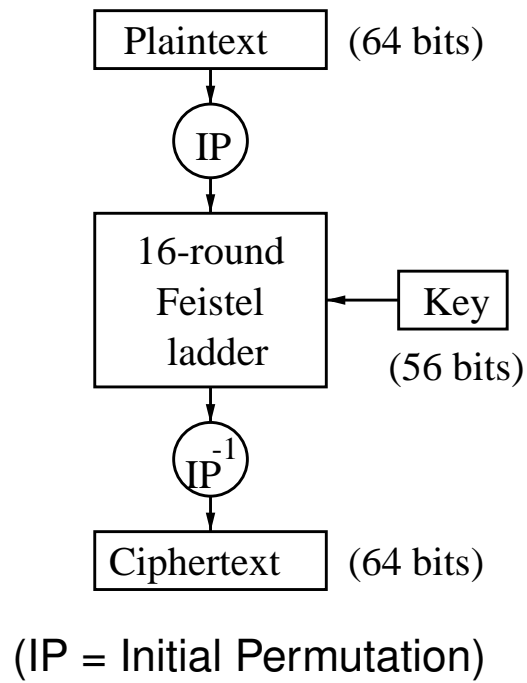 Plaintext (64 bits)
IP
16-round
Feistel
ladder
Key
(56 bits)
IP-1
Ciphertext (64 bits)
(IP = Initial Permutation)